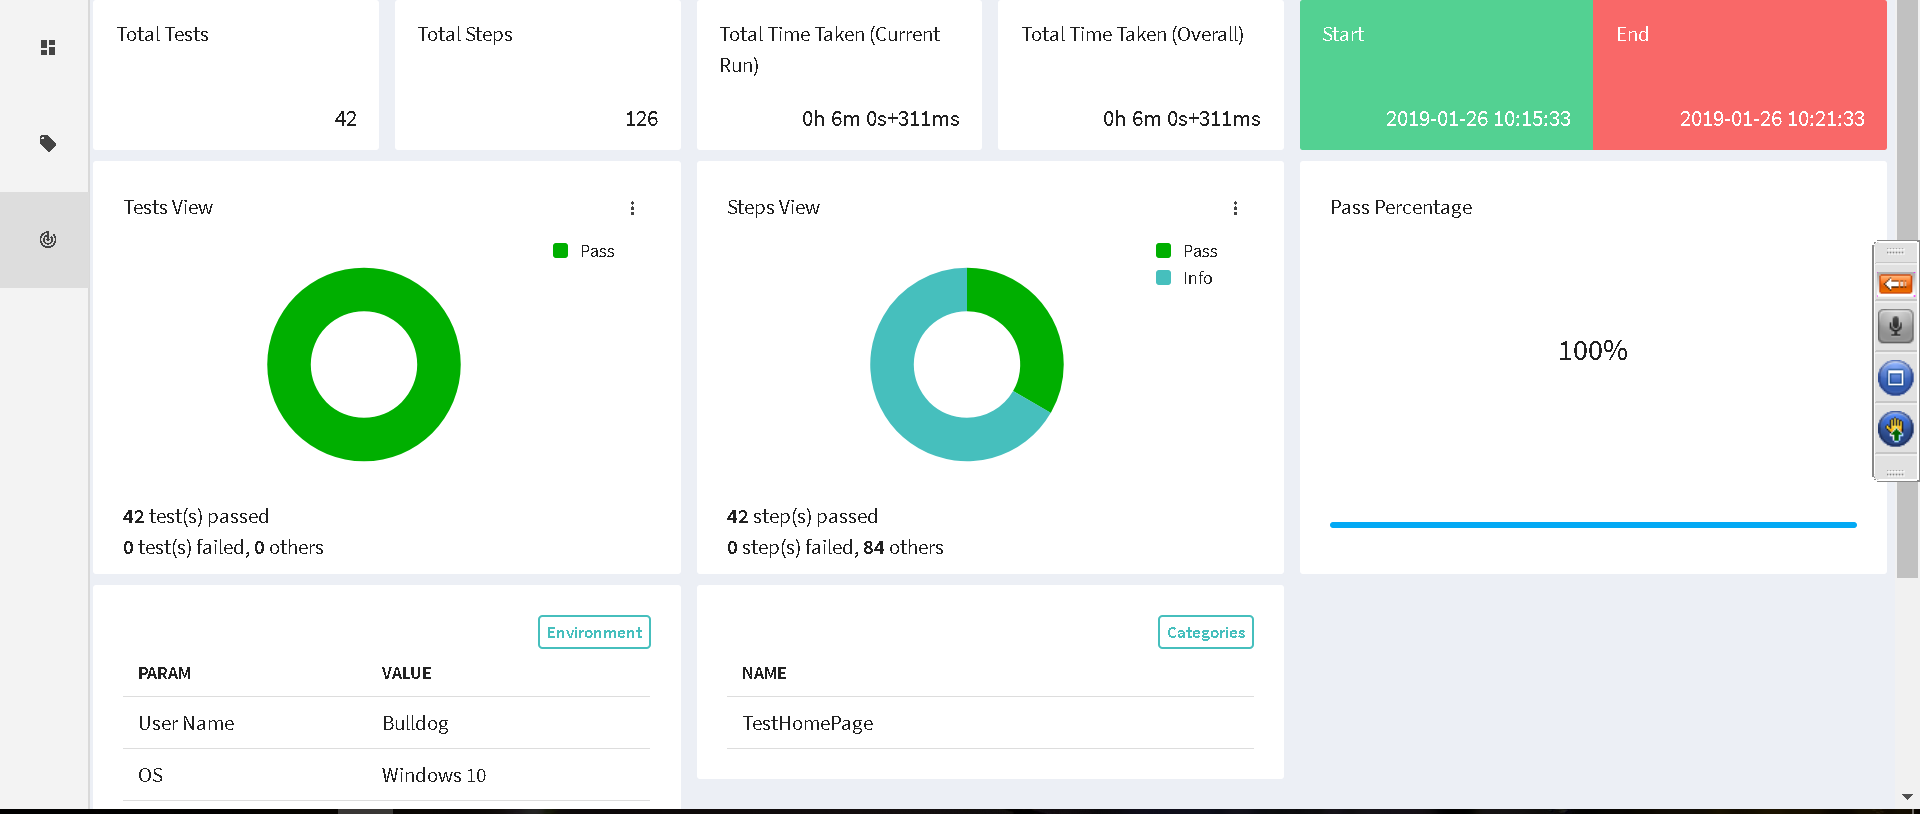 Total Tests
42
Total Steps
126
Total Time Taken (Current
Run)
0h 6m 0s+311ms
Total Time Taken (Overall)
0h 6m 0s+311ms
Start
2019-01-26 10:15:33
End
2019-01-26 10:21:33
Tests View
Pass
42 test(s) passed
0 test(s) failed, 0 others
Steps View
Pass
Info
42 step(s) passed
0 step(s) failed, 84 others
Pass Percentage
100%
Environment
PARAM VALUE
User Name Bulldog
OS Windows 10
Categories
NAME
TestHomePage